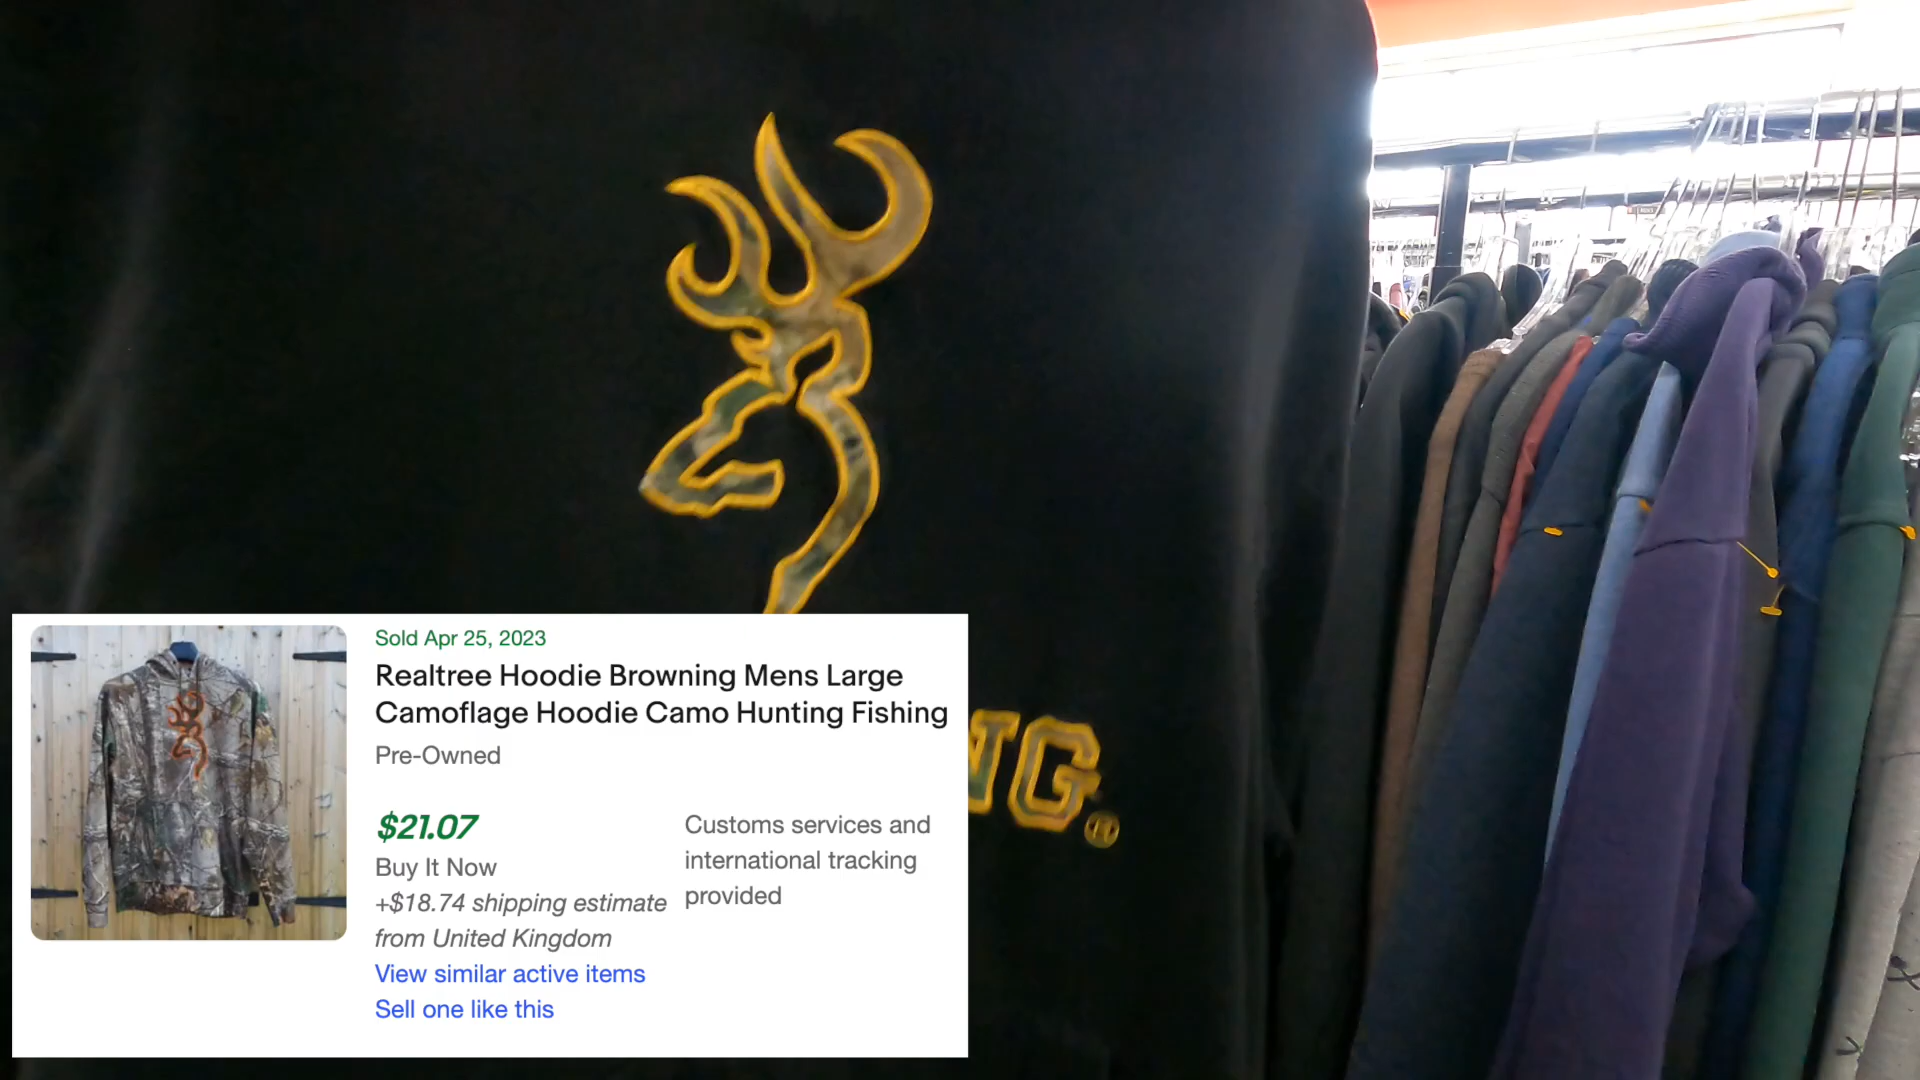 Sold Apr 25, 2023
Realtree Hoodie Browning Mens Large
Camoflage Hoodie Camo Hunting Fishing
Pre-Owned
$21.07
Buy It Now
+$18.74 shipping estimate
from United Kingdom
Customs services and
international tracking
provided
View similar active items
Sell one like this
NG®